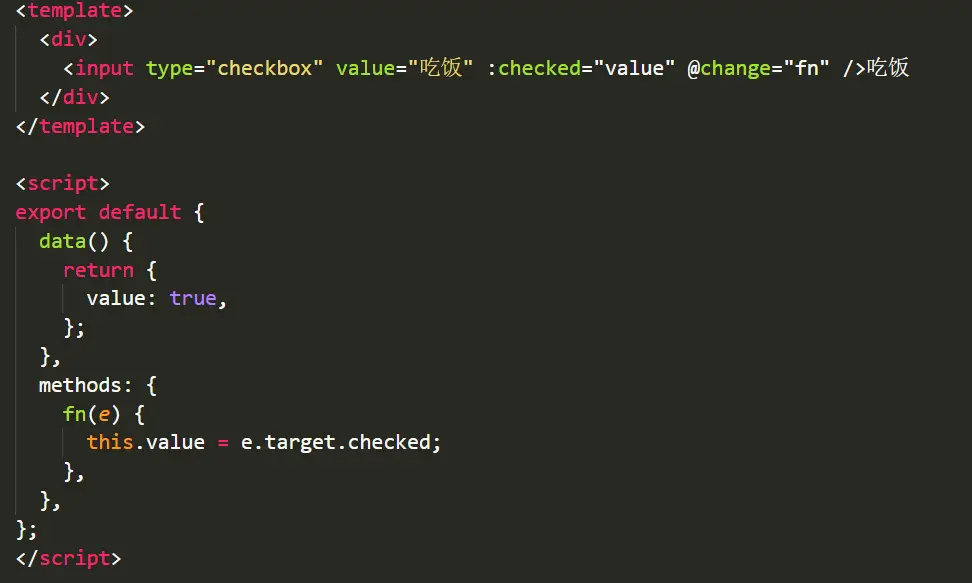 <template>
  <div>
    <input type="checkbox" value="吃饭" :checked="value" @change="fn" />吃饭
  </div>
</template>

<script>
export default {
  data() {
    return {
      value: true,
    };
  },
  methods: {
    fn(e) {
      this.value = e.target.checked;
    },
  },
};
</script>